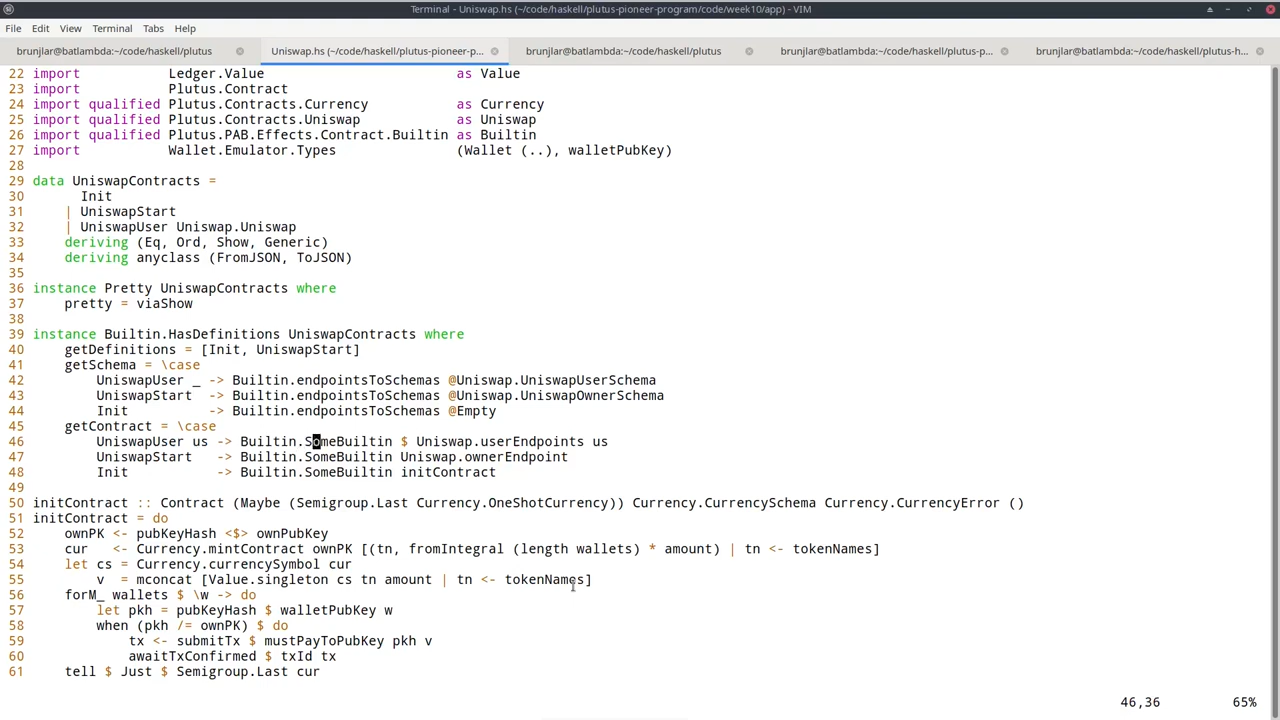 Terminal - Uniswap.hs (~/code/haskell/plutus-pioneer-program/code/week10/app) - VIM
File Edit View Terminal Tabs Help
brunjlar@batlambda:~/code/haskell/plutus Uniswap.hs (~/code/haskell/plutus-pioneer-p... brunjlar@batlambda:~/code/haskell/plutus brunjlar@batlambda:~/code/haskell/plutus-p... brunjlar@batlambda:~/code/haskell/plutus-h...
22 import           Ledger.Value                        as Value
23 import           Plutus.Contract
24 import qualified Plutus.Contracts.Currency           as Currency
25 import qualified Plutus.Contracts.Uniswap            as Uniswap
26 import qualified Plutus.PAB.Effects.Contract.Builtin as Builtin
27 import           Wallet.Emulator.Types               (Wallet (..), walletPubKey)
28
29 data UniswapContracts =
30       Init
31     | UniswapStart
32     | UniswapUser Uniswap.Uniswap
33     deriving (Eq, Ord, Show, Generic)
34     deriving anyclass (FromJSON, ToJSON)
35
36 instance Pretty UniswapContracts where
37     pretty = viaShow
38
39 instance Builtin.HasDefinitions UniswapContracts where
40     getDefinitions = [Init, UniswapStart]
41     getSchema = \case
42         UniswapUser _ -> Builtin.endpointsToSchemas @Uniswap.UniswapUserSchema
43         UniswapStart  -> Builtin.endpointsToSchemas @Uniswap.UniswapOwnerSchema
44         Init          -> Builtin.endpointsToSchemas @Empty
45     getContract = \case
46         UniswapUser us -> Builtin.SomeBuiltin $ Uniswap.userEndpoints us
47         UniswapStart   -> Builtin.SomeBuiltin Uniswap.ownerEndpoint
48         Init           -> Builtin.SomeBuiltin initContract
49
50 initContract :: Contract (Maybe (Semigroup.Last Currency.OneShotCurrency)) Currency.CurrencySchema Currency.CurrencyError ()
51 initContract = do
52     ownPK <- pubKeyHash <$> ownPubKey
53     cur   <- Currency.mintContract ownPK [(tn, fromIntegral (length wallets) * amount) | tn <- tokenNames]
54     let cs = Currency.currencySymbol cur
55         v  = mconcat [Value.singleton cs tn amount | tn <- tokenNames]
56     forM_ wallets $ \w -> do
57         let pkh = pubKeyHash $ walletPubKey w
58         when (pkh /= ownPK) $ do
59             tx <- submitTx $ mustPayToPubKey pkh v
60             awaitTxConfirmed $ txId tx
61     tell $ Just $ Semigroup.Last cur
46,36 65%